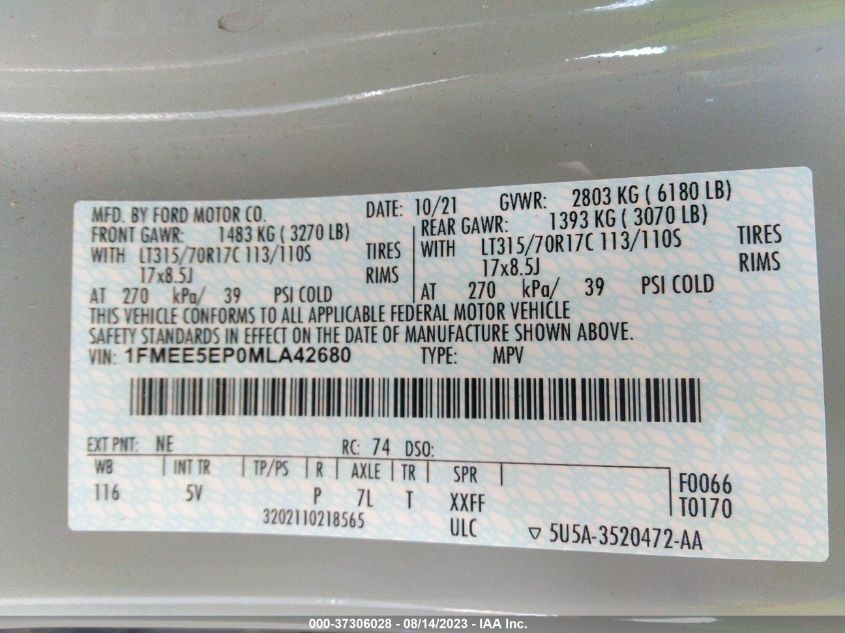 MFD. BY FORD MOTOR CO. DATE: 10/21 GVWR: 2803 KG ( 6180 LB)
FRONT GAWR: 1483 KG ( 3270 LB) REAR GAWR: 1393 KG ( 3070 LB)
WITH LT315/70R17C 113/110S TIRES WITH LT315/70R17C 113/110S TIRES
17x8.5J RIMS 17x8.5J RIMS
AT 270 kPa/ 39 PSI COLD AT 270 kPa/ 39 PSI COLD
THIS VEHICLE CONFORMS TO ALL APPLICABLE FEDERAL MOTOR VEHICLE
SAFETY STANDARDS IN EFFECT ON THE DATE OF MANUFACTURE SHOWN ABOVE.
VIN: 1FMEE5EP0MLA42680 TYPE: MPV
EXT PNT: NE RC: 74 DSO:
WB INT TR TP/PS R AXLE TR SPR F0066
116 5V P 7L T XXFF T0170
3202110218565 ULC ▽ 5U5A-3520472-AA
000-37306028 - 08/14/2023 - IAA Inc.